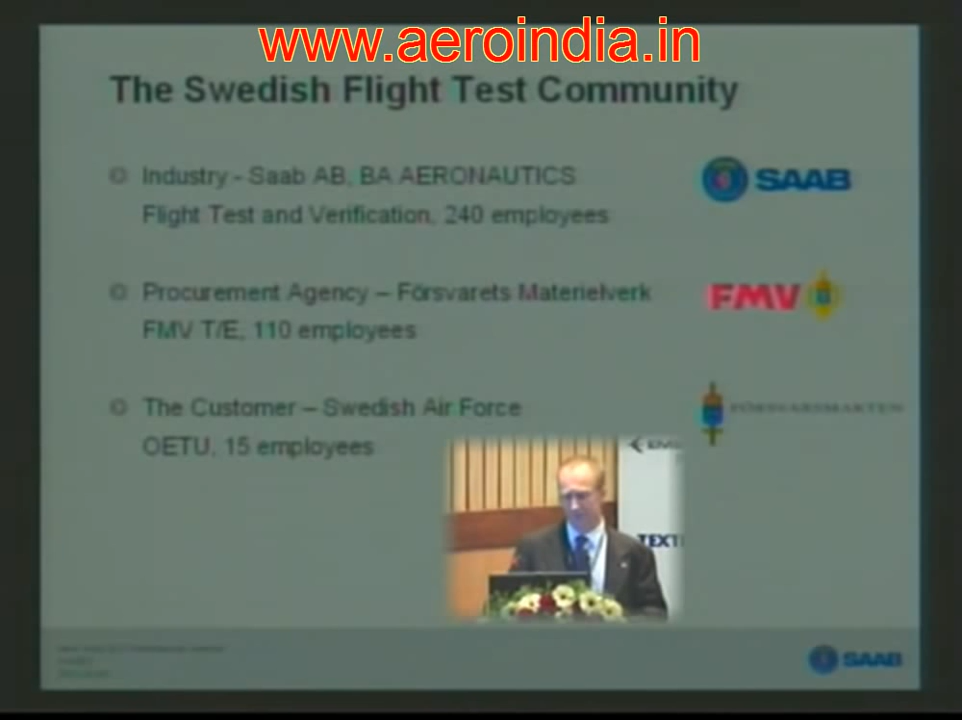 www.aeroindia.in
The Swedish Flight Test Community
Industry - Saab AB, BA AERONAUTICS
SAAB
Flight Test and Verification, 240 employees
Procurement Agency – Försvarets Materielverk
FMV
FMV T/E, 110 employees
The Customer – Swedish Air Force
FÖRSVARSMAKTEN
OETU, 15 employees
SAAB